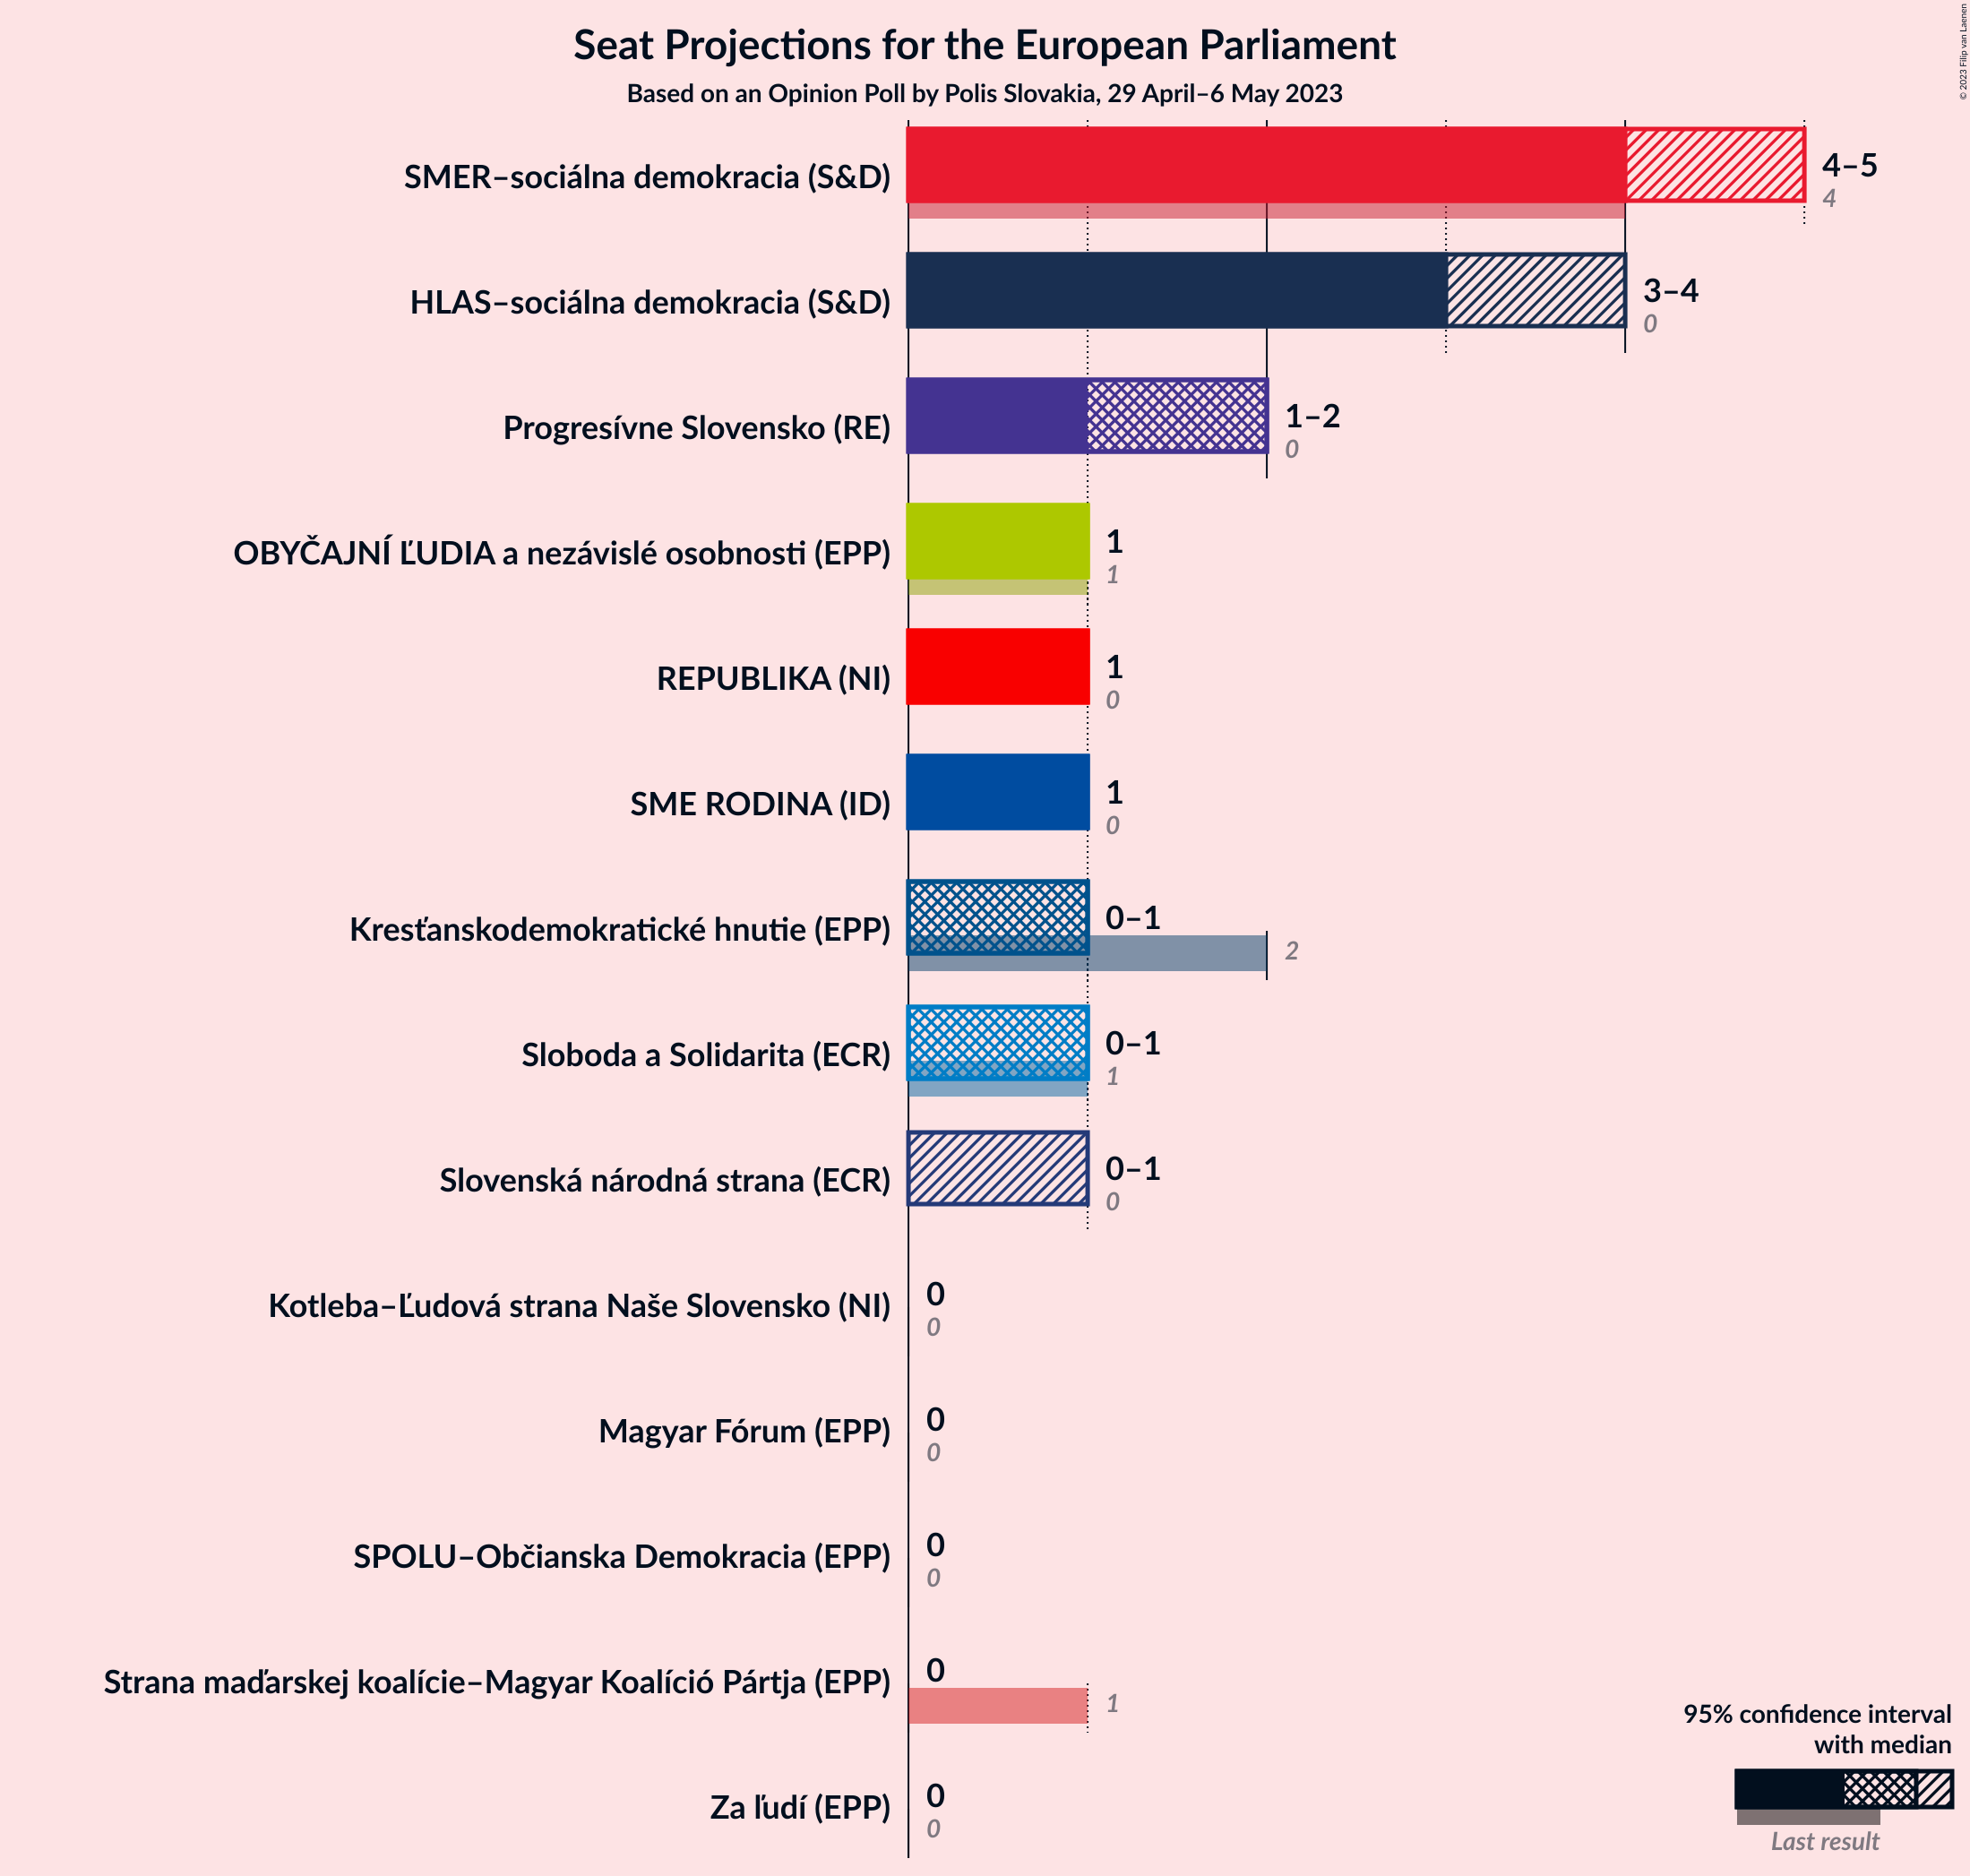 Seat Projections for the European Parliament
Based on an Opinion Poll by Polis Slovakia, 29 April–6 May 2023
© 2023 Filip van Laenen
SMER–sociálna demokracia (S&D)
4–5
4
HLAS–sociálna demokracia (S&D)
3–4
0
Progresívne Slovensko (RE)
1–2
0
OBYČAJNÍ ĽUDIA a nezávislé osobnosti (EPP)
1
1
REPUBLIKA (NI)
1
0
SME RODINA (ID)
1
0
Kresťanskodemokratické hnutie (EPP)
0–1
2
Sloboda a Solidarita (ECR)
0–1
1
Slovenská národná strana (ECR)
0–1
0
Kotleba–Ľudová strana Naše Slovensko (NI)
0
0
Magyar Fórum (EPP)
0
0
SPOLU–Občianska Demokracia (EPP)
0
0
Strana maďarskej koalície–Magyar Koalíció Pártja (EPP)
0
1
Za ľudí (EPP)
0
0
95% confidence interval
with median
Last result